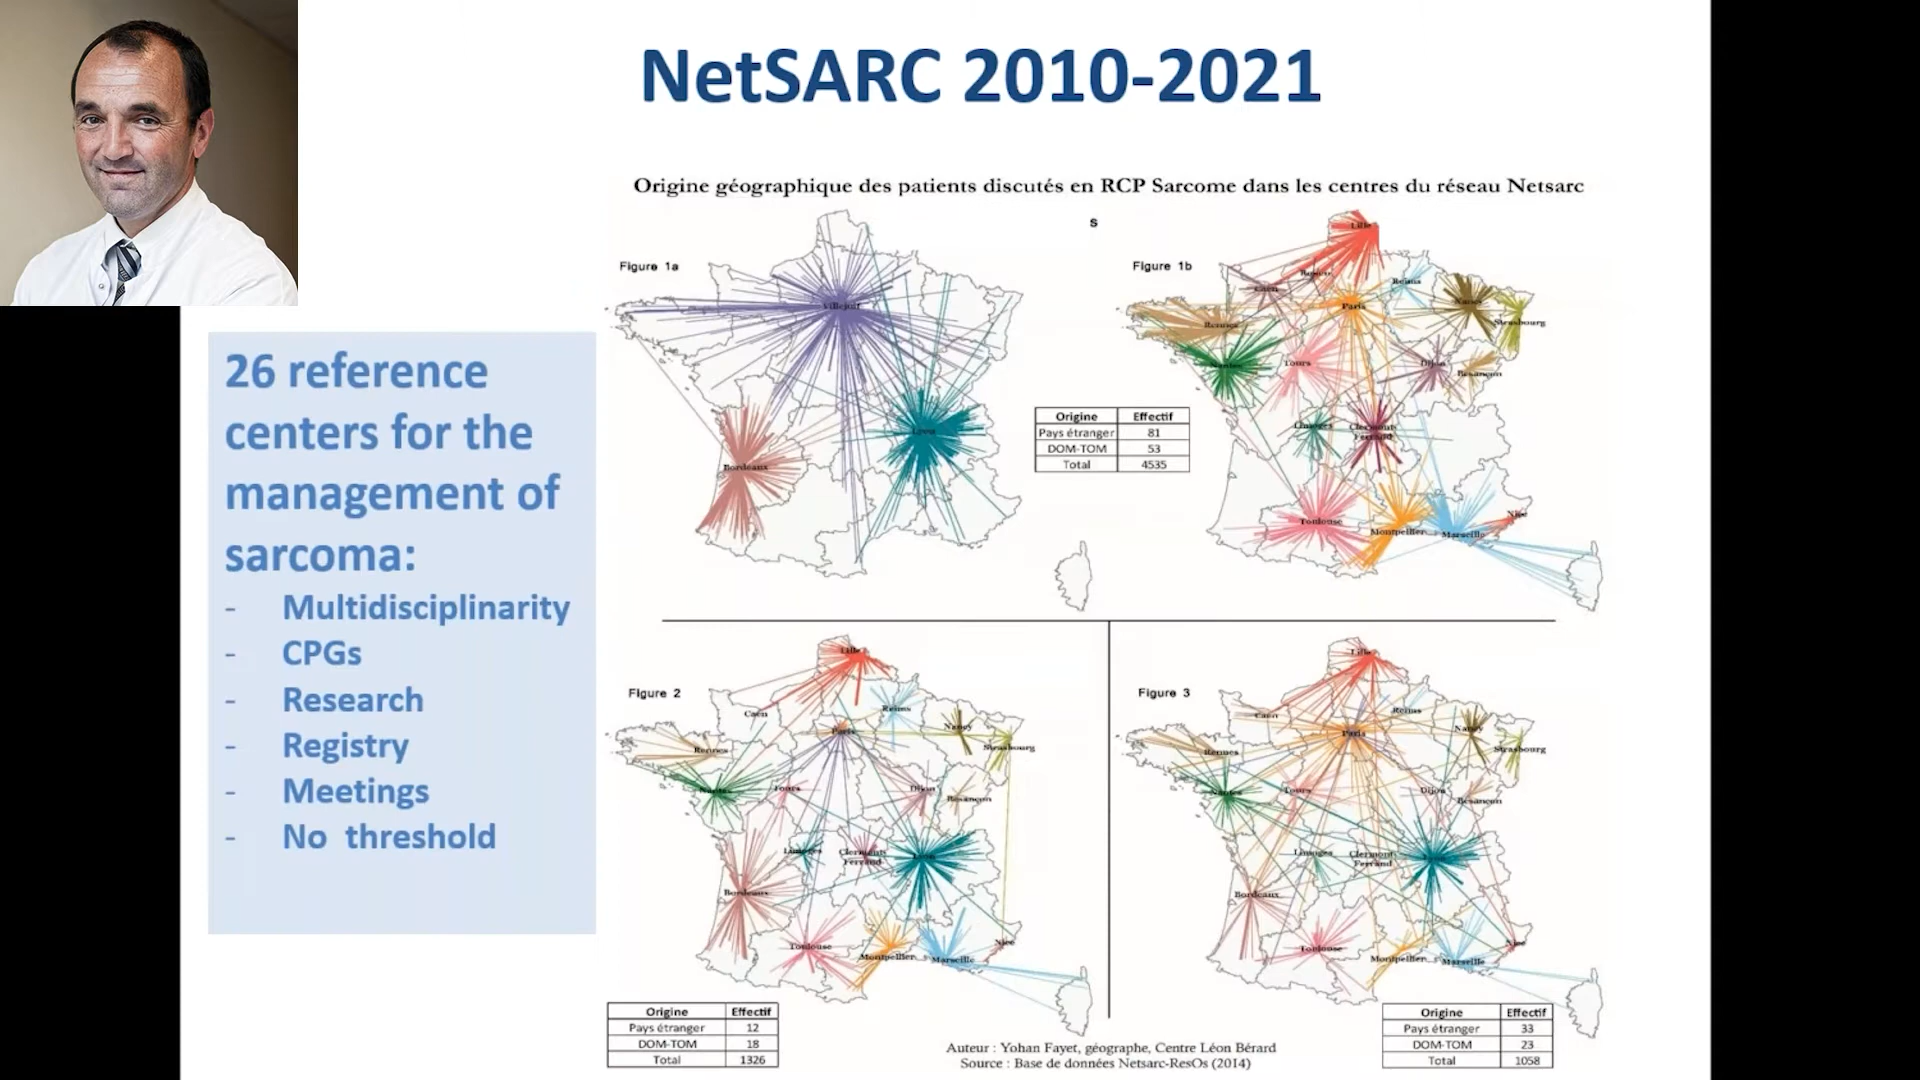 NetSARC 2010-2021
26 reference
centers for the
management of
sarcoma:
- Multidisciplinarity
- CPGs
- Research
- Registry
- Meetings
- No threshold
Origine géographique des patients discutés en RCP Sarcome dans les centres du réseau Netsarc
s
Figure 1a
Villejuif
Bordeaux
Lyon
Origine Effectif
Pays étranger 81
DOM-TOM 53
Total 4535
Figure 1b
Lille
Rouen
Caen
Reims
Paris
Nancy
Strasbourg
Rennes
Nantes
Tours
Dijon
Besançon
Limoges
Clermont
Ferrand
Toulouse
Montpellier
Marseille
Nice
Figure 2
Lille
Caen
Reims
Paris
Nancy
Strasbourg
Rennes
Nantes
Tours
Dijon
Besançon
Limoges
Clermont
Ferrand
Lyon
Bordeaux
Toulouse
Montpellier
Marseille
Nice
Origine Effectif
Pays étranger 12
DOM-TOM 18
Total 1326
Figure 3
Lille
Caen
Reims
Paris
Nancy
Strasbourg
Rennes
Nantes
Tours
Dijon
Besançon
Limoges
Clermont
Ferrand
Lyon
Bordeaux
Toulouse
Montpellier
Marseille
Nice
Origine Effectif
Pays étranger 33
DOM-TOM 23
Total 1058
Auteur : Yohan Fayet, géographe, Centre Léon Bérard
Source : Base de données Netsarc-ResOs (2014)